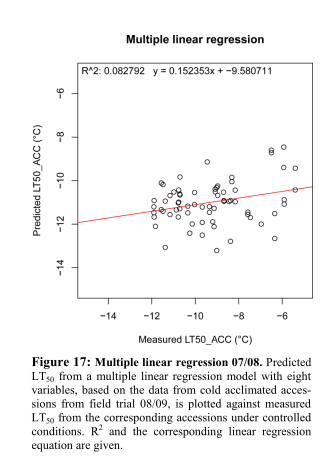 Multiple linear regression
R^2: 0.082792 y = 0.152353x + −9.580711
Predicted LT50_ACC (°C)
−6
−8
−10
−12
−14
−14 −12 −10 −8 −6
Measured LT50_ACC (°C)
Figure 17: Multiple linear regression 07/08. Predicted
LT50 from a multiple linear regression model with eight
variables, based on the data from cold acclimated acces-
sions from field trial 08/09, is plotted against measured
LT50 from the corresponding accessions under controlled
conditions. R2 and the corresponding linear regression
equation are given.